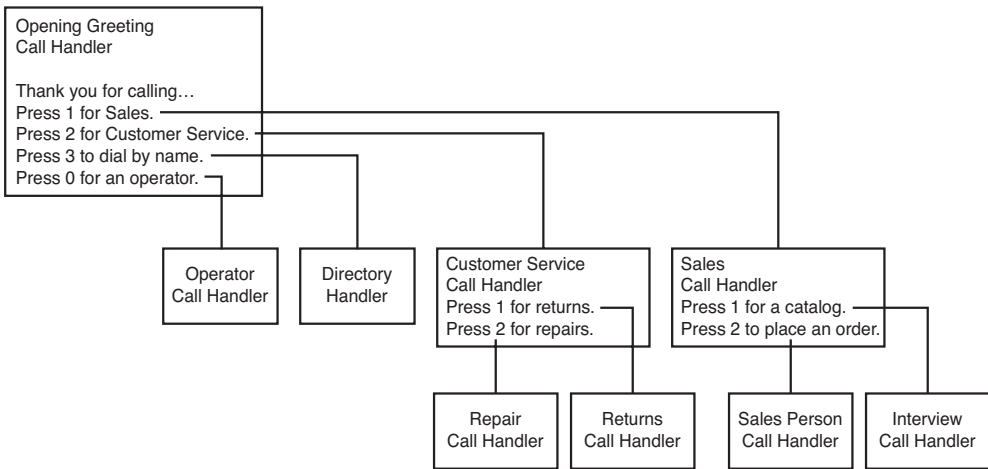 Opening Greeting
Call Handler
Thank you for calling…
Press 1 for Sales.
Press 2 for Customer Service.
Press 3 to dial by name.
Press 0 for an operator.
Operator
Call Handler
Directory
Handler
Customer Service
Call Handler
Press 1 for returns.
Press 2 for repairs.
Sales
Call Handler
Press 1 for a catalog.
Press 2 to place an order.
Repair
Call Handler
Returns
Call Handler
Sales Person
Call Handler
Interview
Call Handler